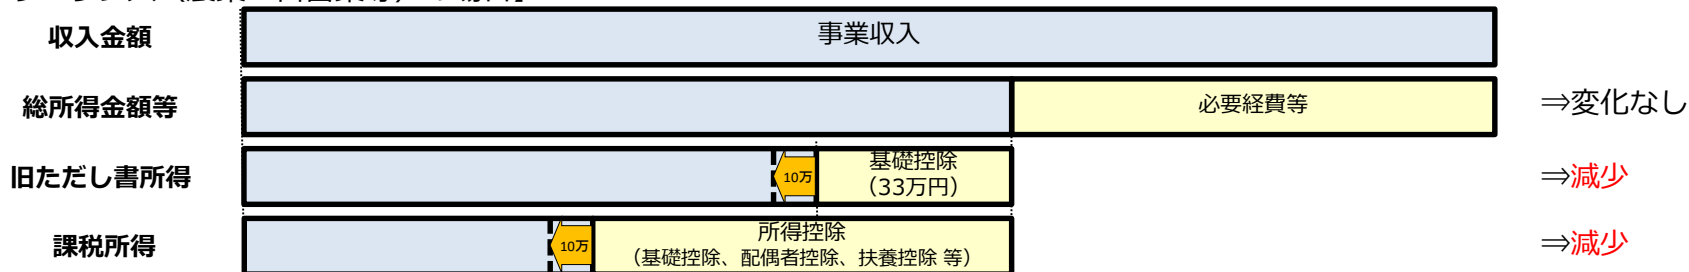 収入金額
事業収入
総所得金額等
必要経費等
⇒変化なし
旧ただし書所得
10万
基礎控除
（33万円）
⇒減少
課税所得
10万
所得控除
（基礎控除、配偶者控除、扶養控除 等）
⇒減少